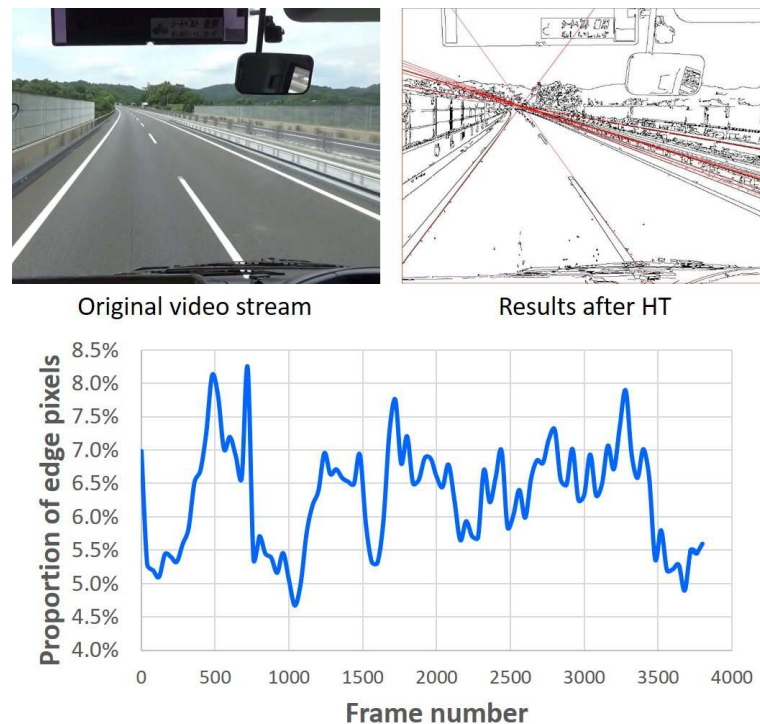 Original video stream
Results after HT
8.5%
8.0%
7.5%
7.0%
6.5%
6.0%
5.5%
5.0%
4.5%
4.0%
Proportion of edge pixels
0 500 1000 1500 2000 2500 3000 3500 4000
Frame number